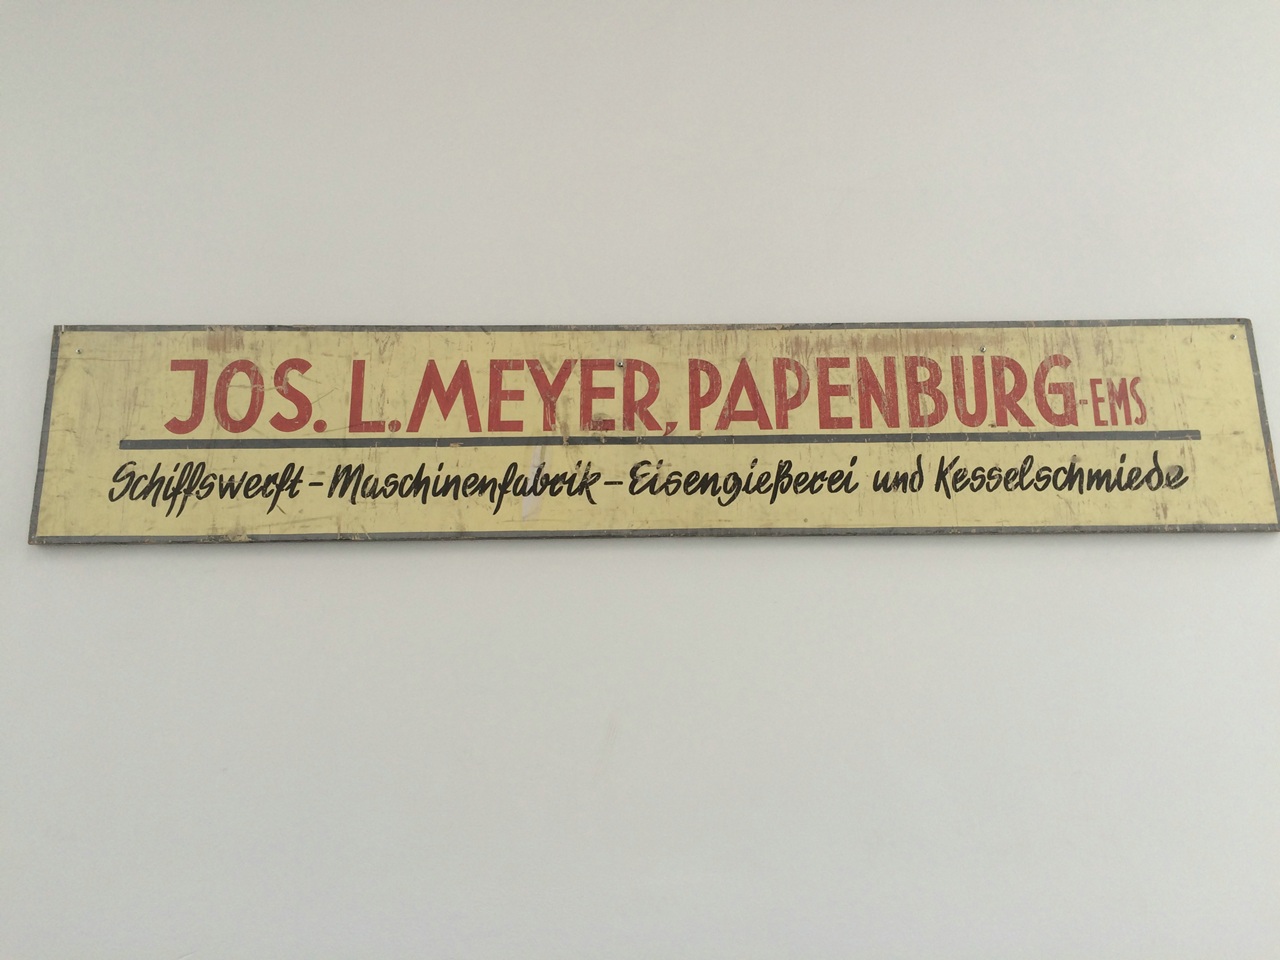 JOS. L. MEYER, PAPENBURG-EMS
Schiffswerft - Maschinenfabrik - Eisengießerei und Kesselschmiede